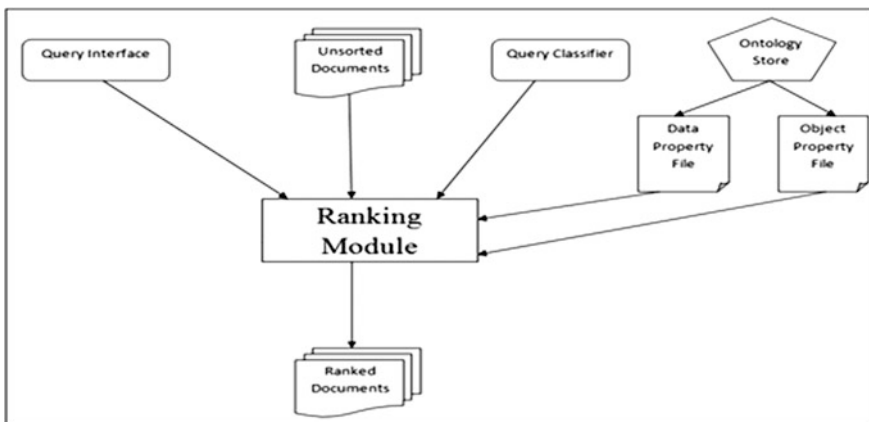 Query Interface
Unsorted
Documents
Query Classifier
Ontology
Store
Data
Property
File
Object
Property
File
Ranking
Module
Ranked
Documents